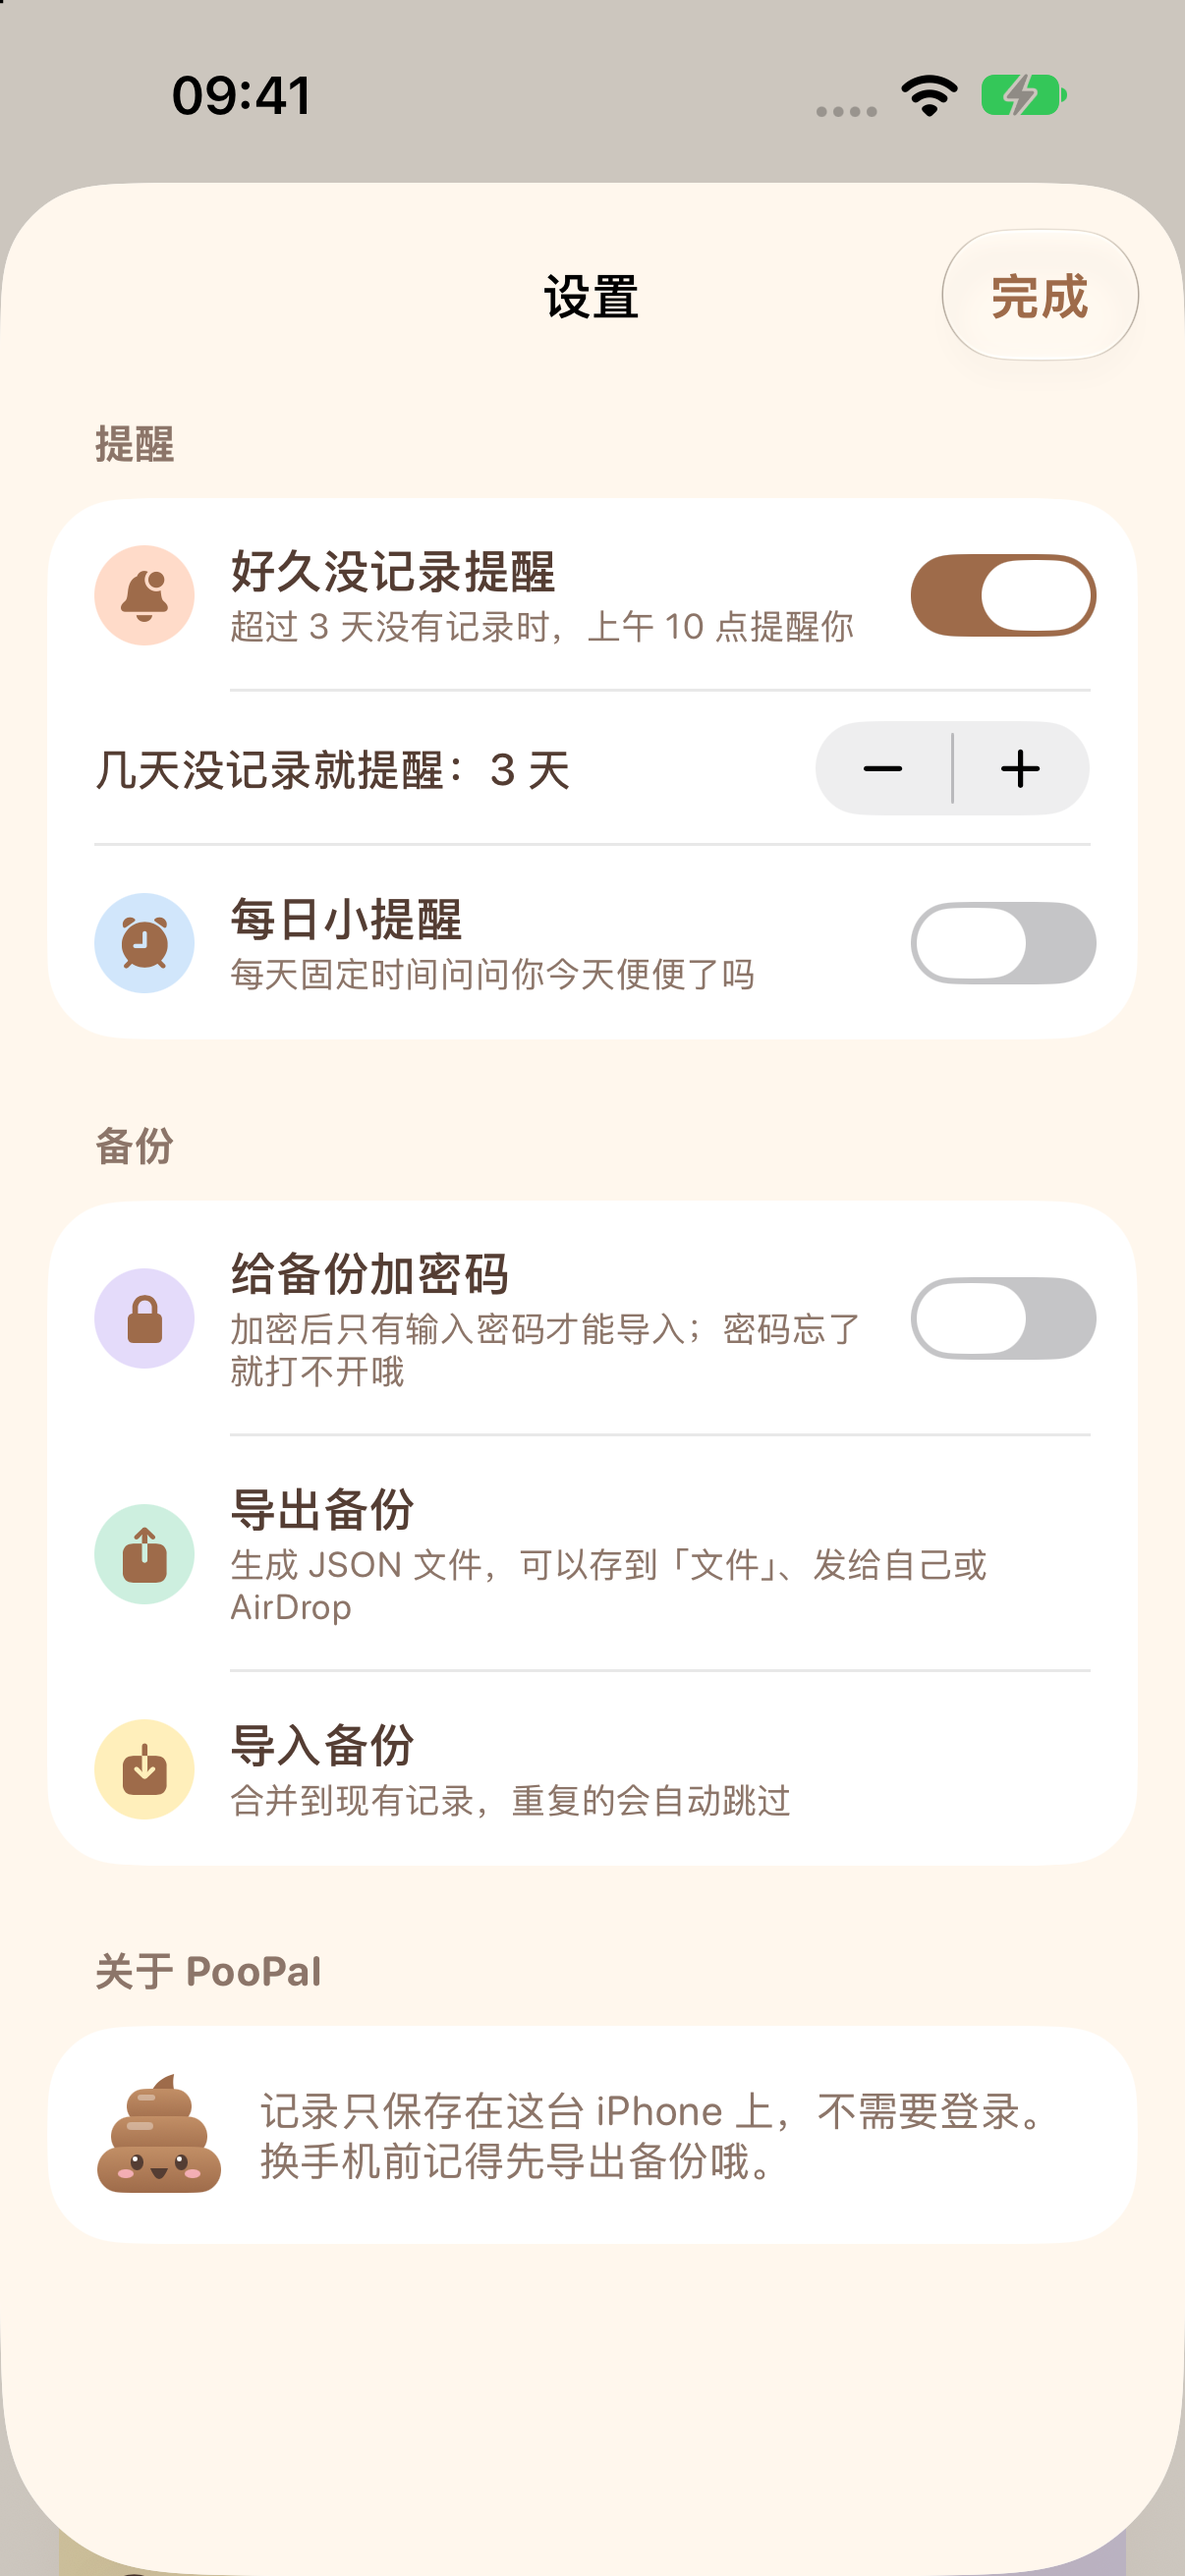 09:41
设置
完成
提醒
好久没记录提醒
超过 3 天没有记录时，上午 10 点提醒你
几天没记录就提醒：3 天
每日小提醒
每天固定时间问问你今天便便了吗
备份
给备份加密码
加密后只有输入密码才能导入；密码忘了
就打不开哦
导出备份
生成 JSON 文件，可以存到「文件」、发给自己或
AirDrop
导入备份
合并到现有记录，重复的会自动跳过
关于 PooPal
记录只保存在这台 iPhone 上，不需要登录。
换手机前记得先导出备份哦。